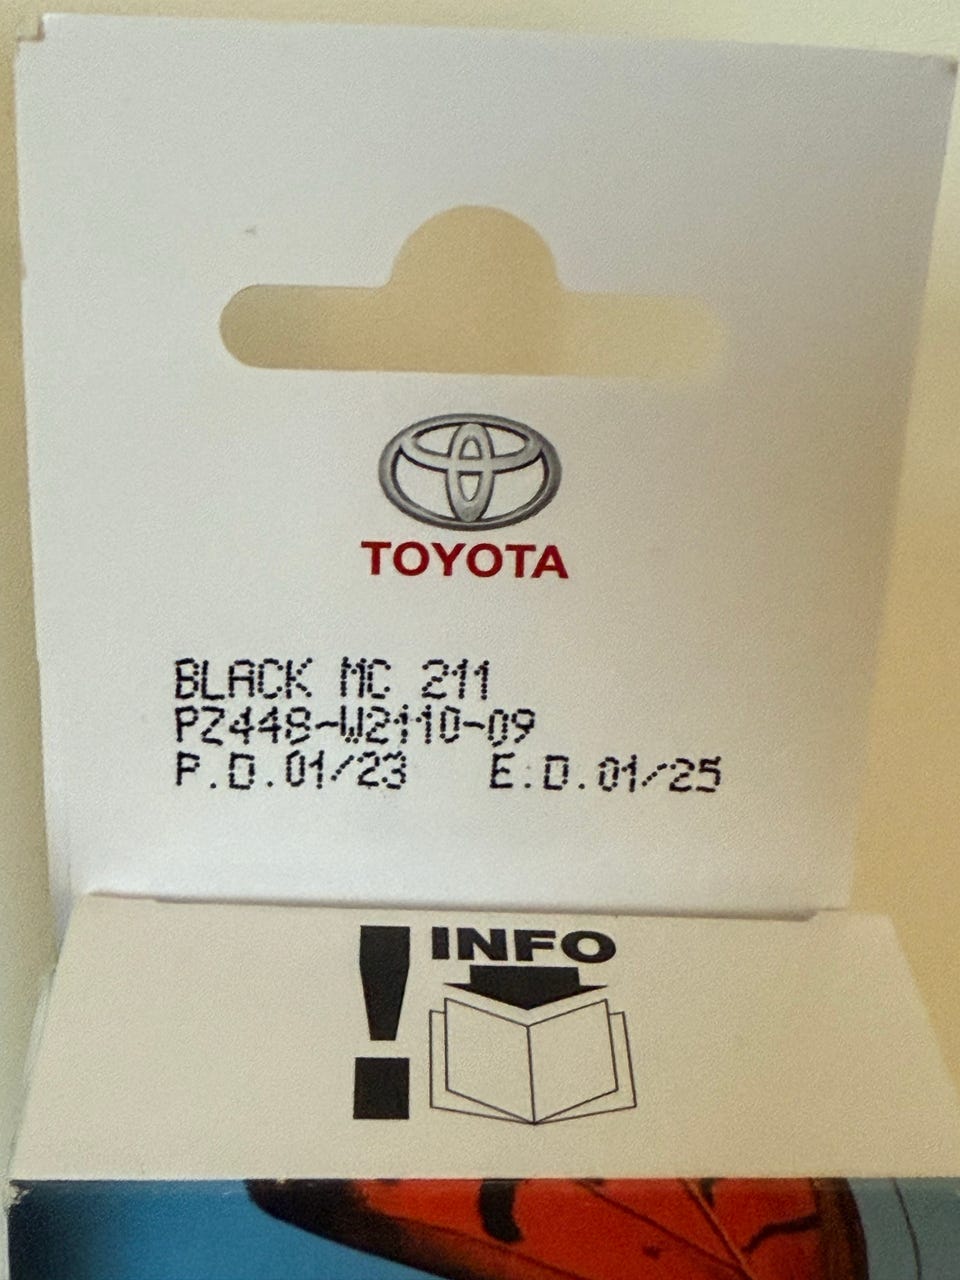 TOYOTA
BLACK MC 211
PZ448-W2110-09
P.D.01/23 E.D.01/25
! INFO